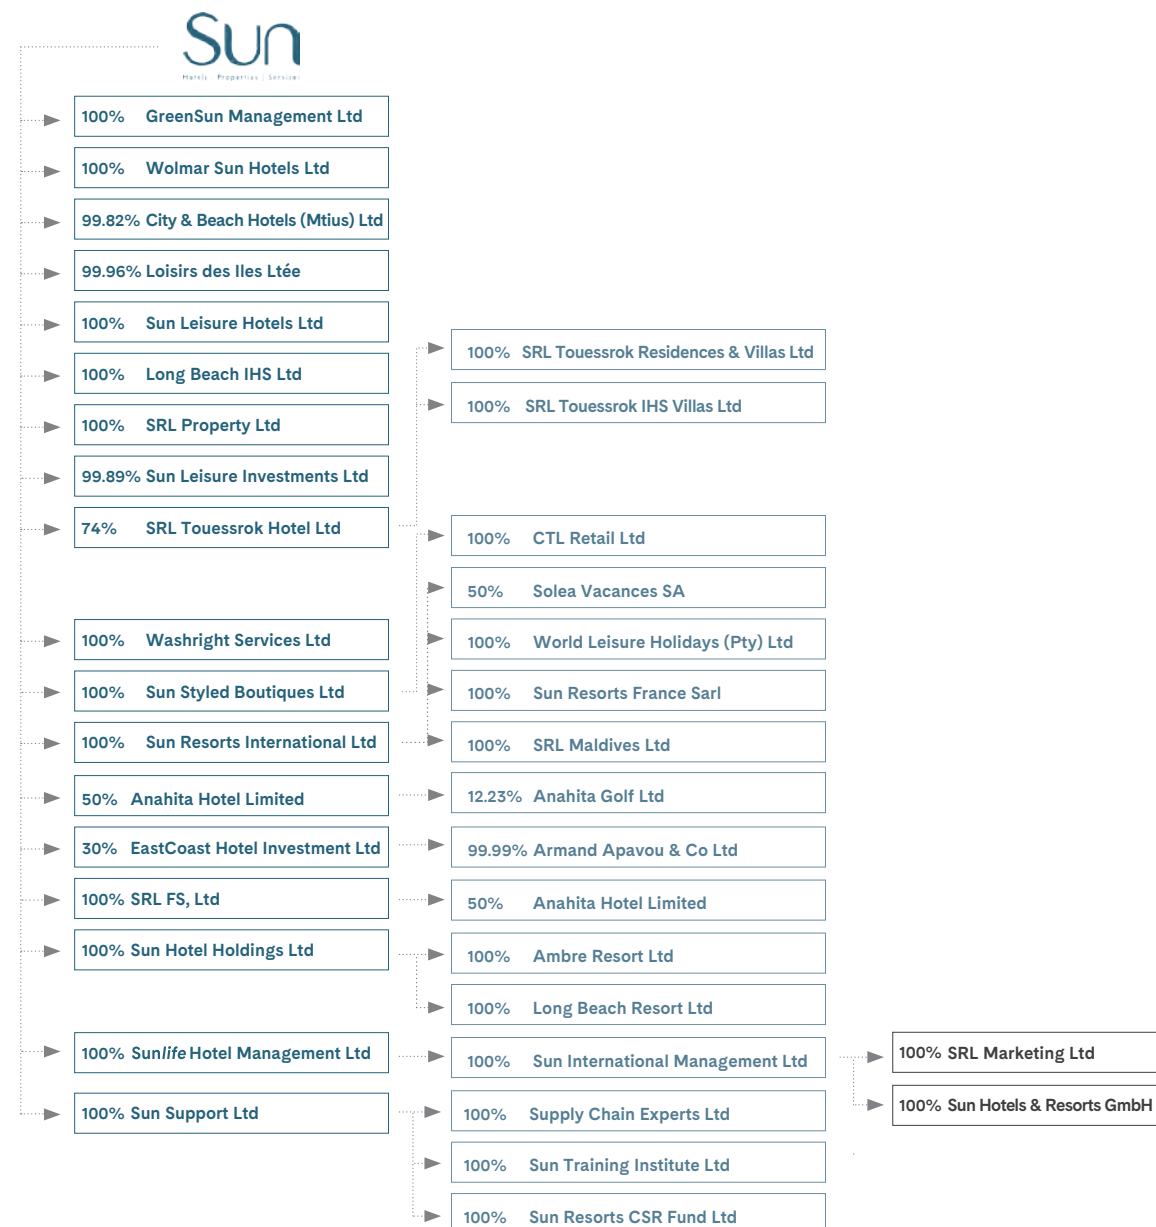 Sun
Hotels | Properties | Services
100% GreenSun Management Ltd
100% Wolmar Sun Hotels Ltd
99.82% City & Beach Hotels (Mtius) Ltd
99.96% Loisirs des Iles Ltée
100% Sun Leisure Hotels Ltd
100% Long Beach IHS Ltd
100% SRL Property Ltd
99.89% Sun Leisure Investments Ltd
74% SRL Touessrok Hotel Ltd
100% SRL Touessrok Residences & Villas Ltd
100% SRL Touessrok IHS Villas Ltd
100% Washright Services Ltd
100% Sun Styled Boutiques Ltd
100% CTL Retail Ltd
100% Sun Resorts International Ltd
50% Solea Vacances SA
100% World Leisure Holidays (Pty) Ltd
100% Sun Resorts France Sarl
100% SRL Maldives Ltd
50% Anahita Hotel Limited
12.23% Anahita Golf Ltd
30% EastCoast Hotel Investment Ltd
99.99% Armand Apavou & Co Ltd
100% SRL FS, Ltd
50% Anahita Hotel Limited
100% Sun Hotel Holdings Ltd
100% Ambre Resort Ltd
100% Long Beach Resort Ltd
100% Sunlife Hotel Management Ltd
100% Sun International Management Ltd
100% SRL Marketing Ltd
100% Sun Hotels & Resorts GmbH
100% Sun Support Ltd
100% Supply Chain Experts Ltd
100% Sun Training Institute Ltd
100% Sun Resorts CSR Fund Ltd